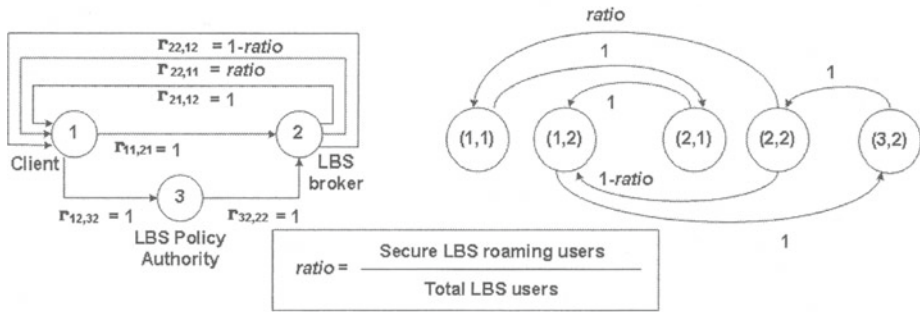 r22,12 = 1-ratio
r22,11 = ratio
r21,12 = 1
1
2
Client
r11,21 = 1
LBS
broker
3
r12,32 = 1
r32,22 = 1
LBS Policy
Authority
ratio
1
1
1
(1,1)
(1,2)
(2,1)
(2,2)
(3,2)
1-ratio
1
ratio = Secure LBS roaming users
Total LBS users